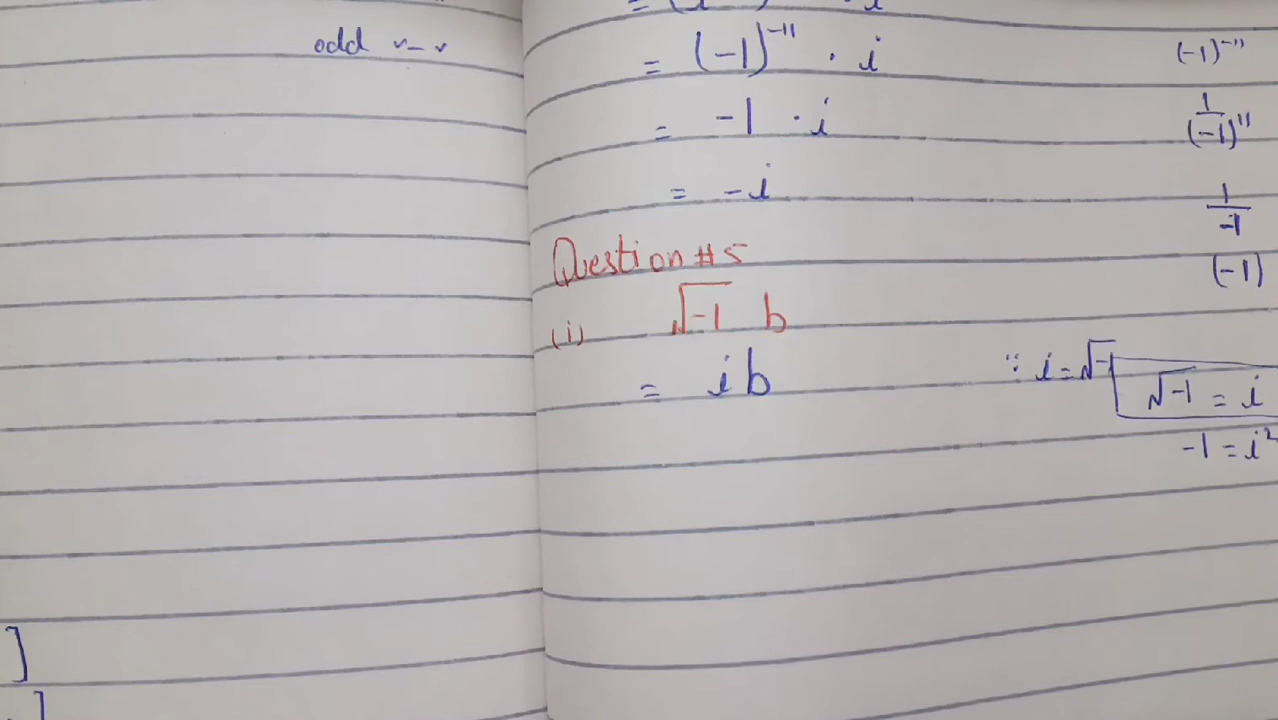 odd
= (-1)^-11 · i
= -1 · i
= -i
Question # 5
(i) √-1 b
= i b
(-1)^-11
1/(-1)^11
1/-1
(-1)
∵ i = √-1
√-1 = i
-1 = i²
]
]